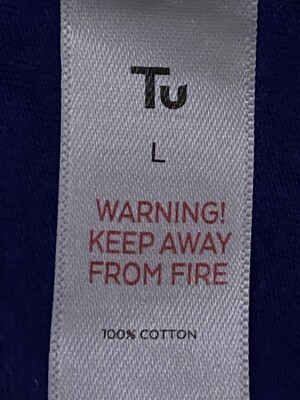 Tu
L
WARNING!
KEEP AWAY
FROM FIRE
100% COTTON